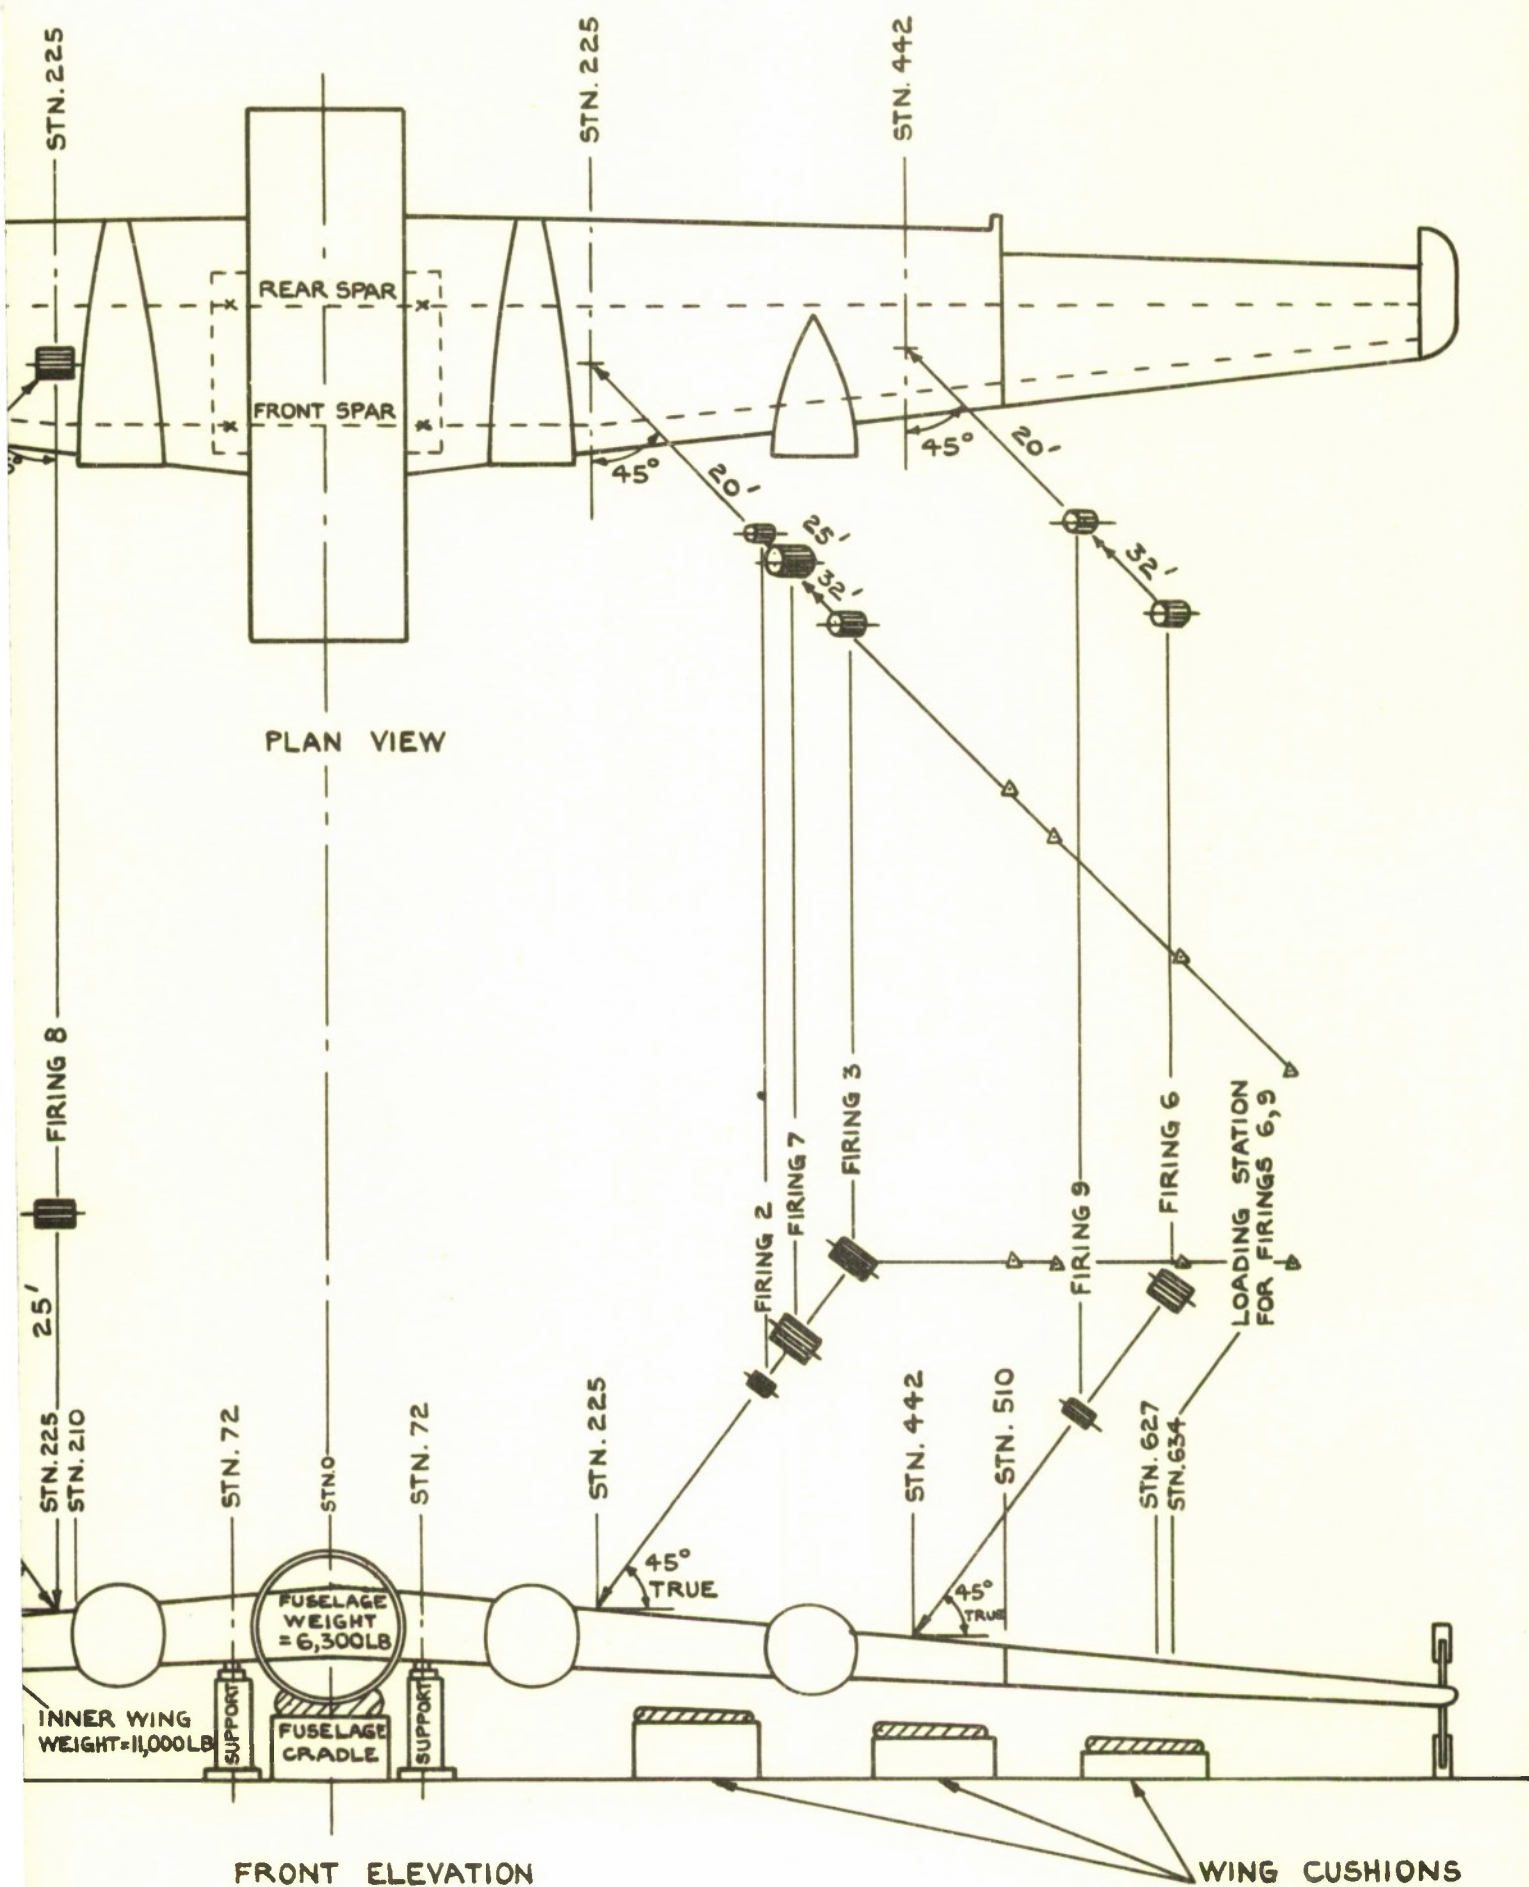 STN. 225
STN. 225
STN. 442
REAR SPAR
FRONT SPAR
45°
20'
45°
20'
25'
32'
32'
PLAN VIEW
FIRING 8
25'
FIRING 2
FIRING 7
FIRING 3
FIRING 9
FIRING 6
LOADING STATION
FOR FIRINGS 6,9
STN. 225
STN. 210
STN. 72
STN. 0
STN. 72
STN. 225
STN. 442
STN. 510
STN. 627
STN. 634
45°
TRUE
45°
TRUE
FUSELAGE
WEIGHT
= 6,300LB
INNER WING
WEIGHT=11,000LB
SUPPORT
FUSELAGE
CRADLE
SUPPORT
FRONT ELEVATION
WING CUSHIONS